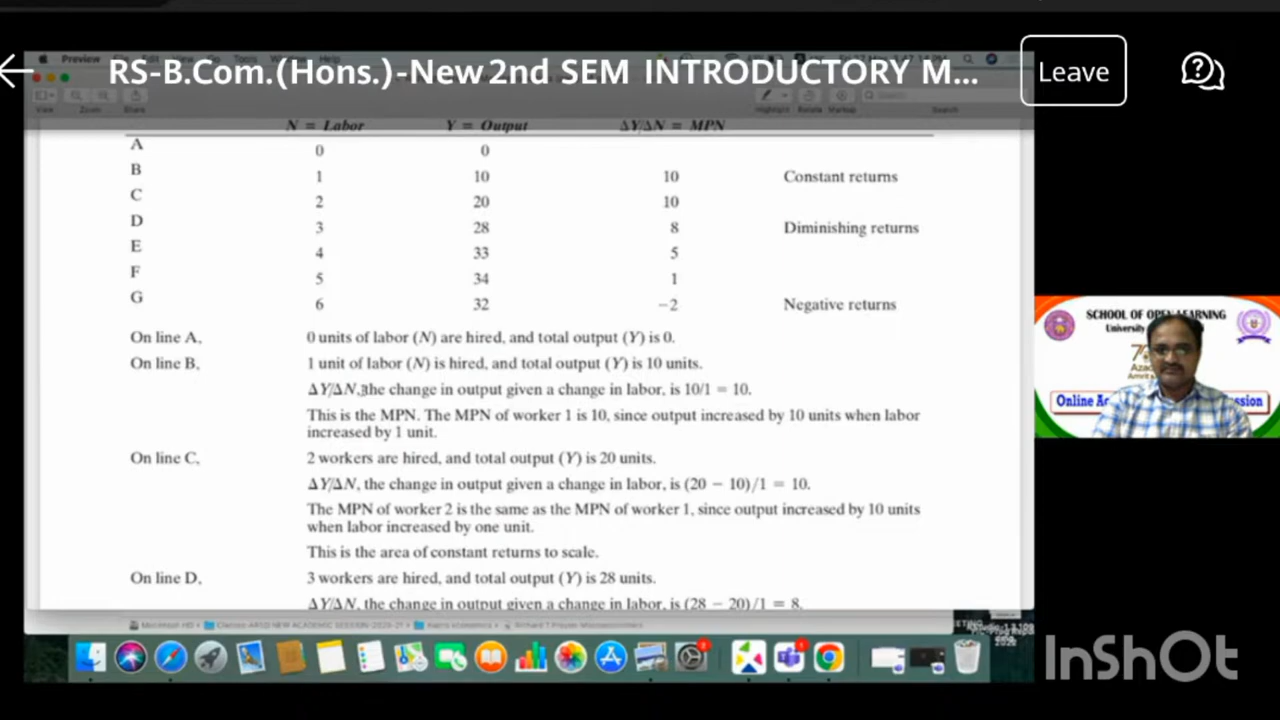 RS-B.Com.(Hons.)-New2nd SEM INTRODUCTORY M...
Leave
Preview
N = Labor Y = Output ΔY/ΔN = MPN
A 0 0
B 1 10 10 Constant returns
C 2 20 10
D 3 28 8 Diminishing returns
E 4 33 5
F 5 34 1
G 6 32 −2 Negative returns
On line A, 0 units of labor (N) are hired, and total output (Y) is 0.
On line B, 1 unit of labor (N) is hired, and total output (Y) is 10 units.
ΔY/ΔN, the change in output given a change in labor, is 10/1 = 10.
This is the MPN. The MPN of worker 1 is 10, since output increased by 10 units when labor
increased by 1 unit.
On line C, 2 workers are hired, and total output (Y) is 20 units.
ΔY/ΔN, the change in output given a change in labor, is (20 − 10)/1 = 10.
The MPN of worker 2 is the same as the MPN of worker 1, since output increased by 10 units
when labor increased by one unit.
This is the area of constant returns to scale.
On line D, 3 workers are hired, and total output (Y) is 28 units.
ΔY/ΔN, the change in output given a change in labor, is (28 − 20)/1 = 8.
SCHOOL OF OPEN LEARNING
Online
InShOt